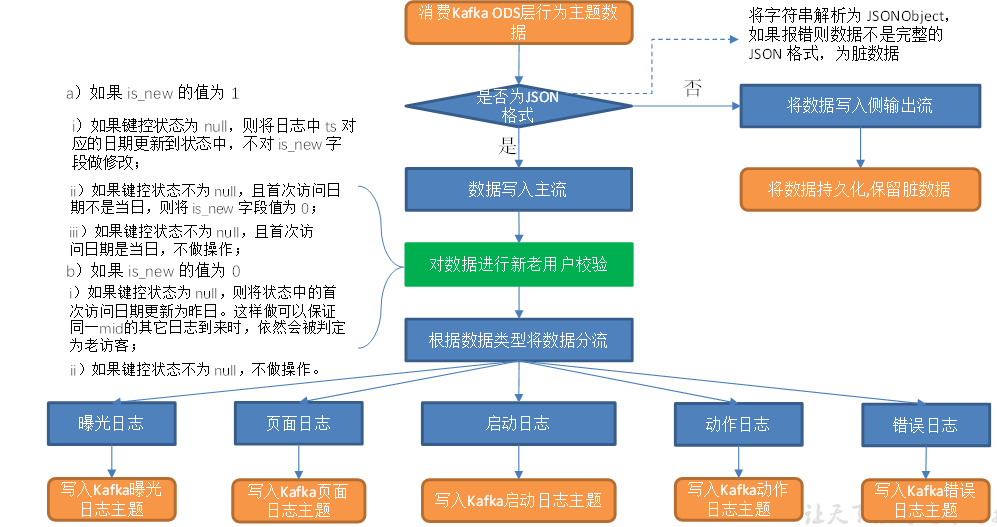 消费Kafka ODS层行为主题数
据
将字符串解析为 JSONObject，
如果报错则数据不是完整的
JSON 格式，为脏数据
是否为JSON
格式
否
将数据写入侧输出流
将数据持久化,保留脏数据
是
数据写入主流
对数据进行新老用户校验
根据数据类型将数据分流
a）如果 is_new 的值为 1
i）如果键控状态为 null，则将日志中 ts 对
应的日期更新到状态中，不对 is_new 字
段做修改；
ii）如果键控状态不为 null，且首次访问日
期不是当日，则将 is_new 字段值为 0；
iii）如果键控状态不为 null，且首次访
问日期是当日，不做操作；
b）如果 is_new 的值为 0
i）如果键控状态为 null，则将状态中的首
次访问日期更新为昨日。这样做可以保证
同一mid的其它日志到来时，依然会被判定
为老访客；
ii）如果键控状态不为 null，不做操作。
曝光日志
页面日志
启动日志
动作日志
错误日志
写入Kafka曝光
日志主题
写入Kafka页面
日志主题
写入Kafka启动日志主题
写入Kafka动作
日志主题
写入Kafka错误
日志主题
让天下